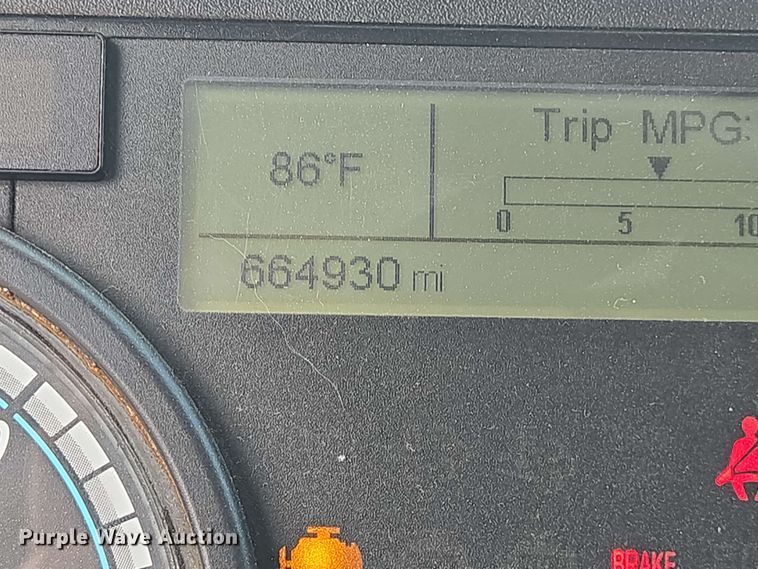 Trip MPG:
86°F
0 5 10
664930 mi
BRAKE
Purple Wave Auction